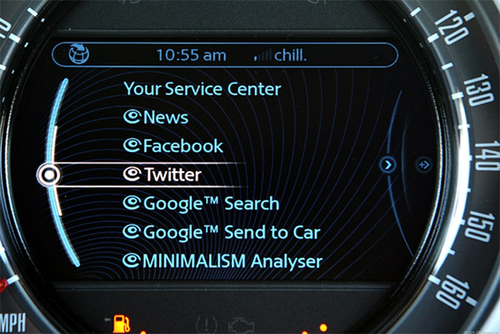 10:55 am chill.
Your Service Center
News
Facebook
Twitter
Google™ Search
Google™ Send to Car
MINIMALISM Analyser
120
130
140
150
160
MPH